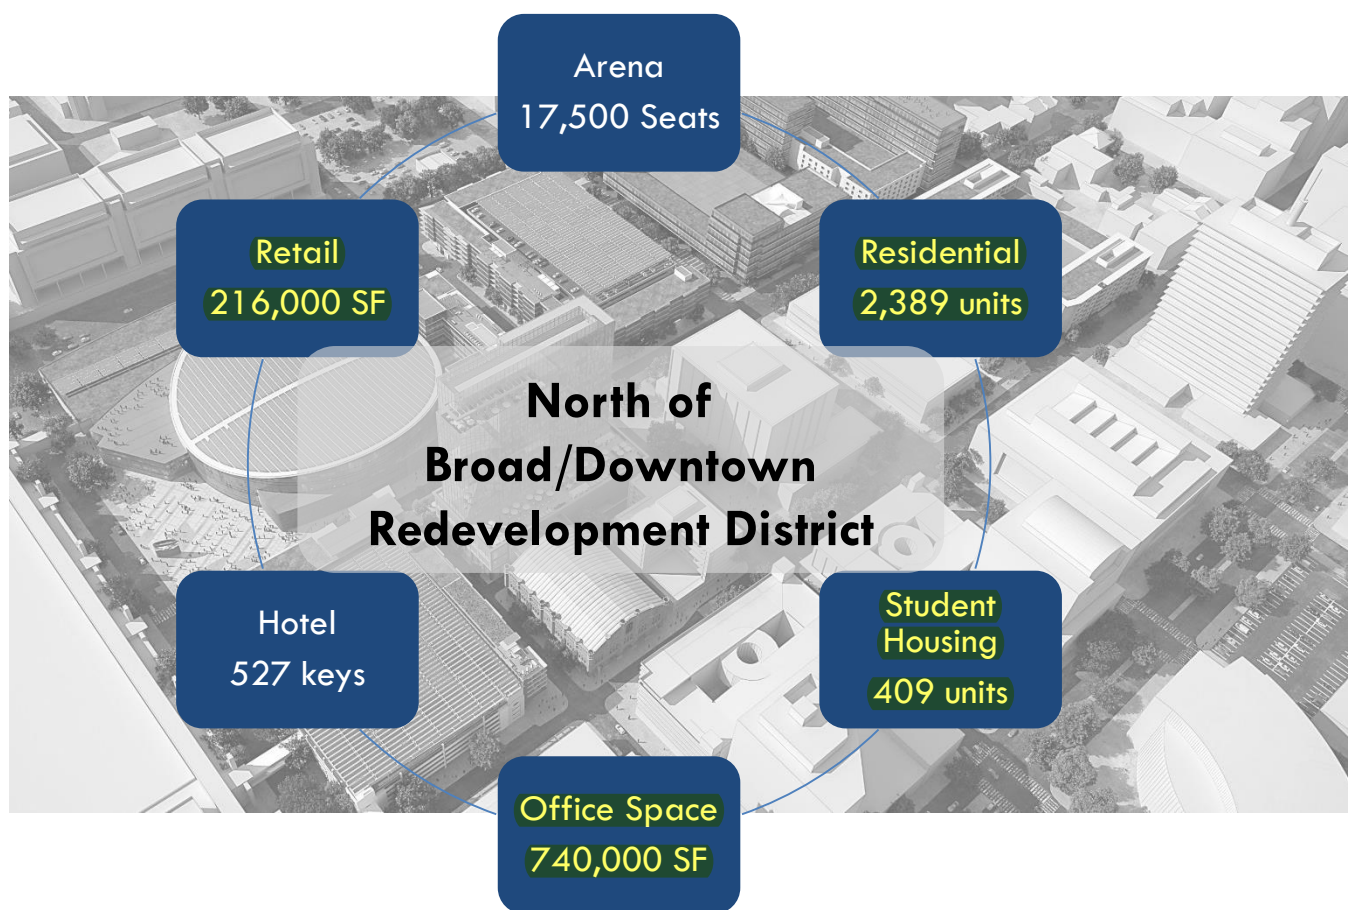 Arena
17,500 Seats
Retail
216,000 SF
Residential
2,389 units
North of
Broad/Downtown
Redevelopment District
Hotel
527 keys
Student
Housing
409 units
Office Space
740,000 SF